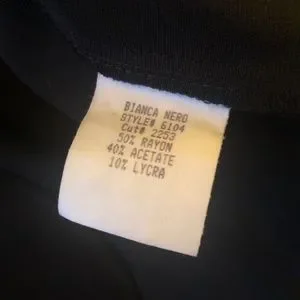 BIANCA NERO
STYLE# 6104
Cut# 2253
50% RAYON
40% ACETATE
10% LYCRA